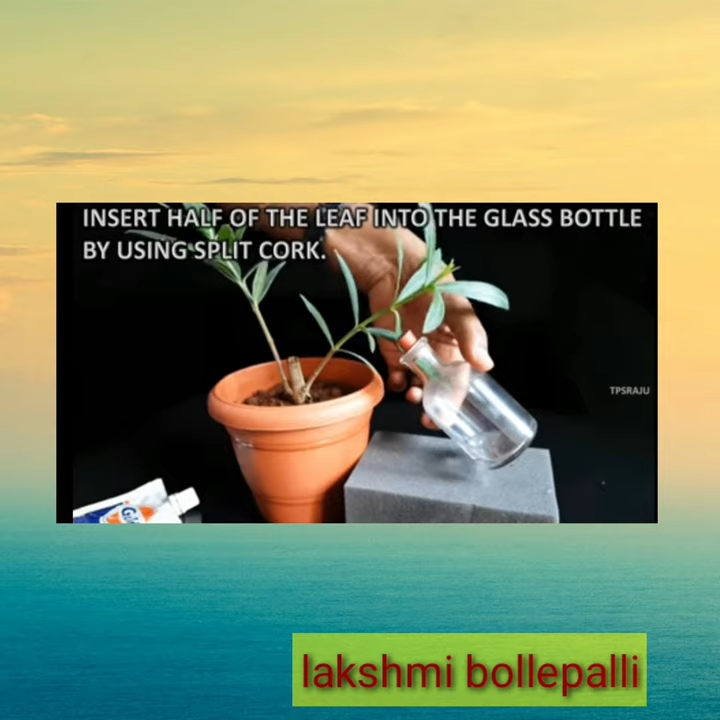 INSERT HALF OF THE LEAF INTO THE GLASS BOTTLE
BY USING SPLIT CORK.
TPSRAJU
lakshmi bollepalli